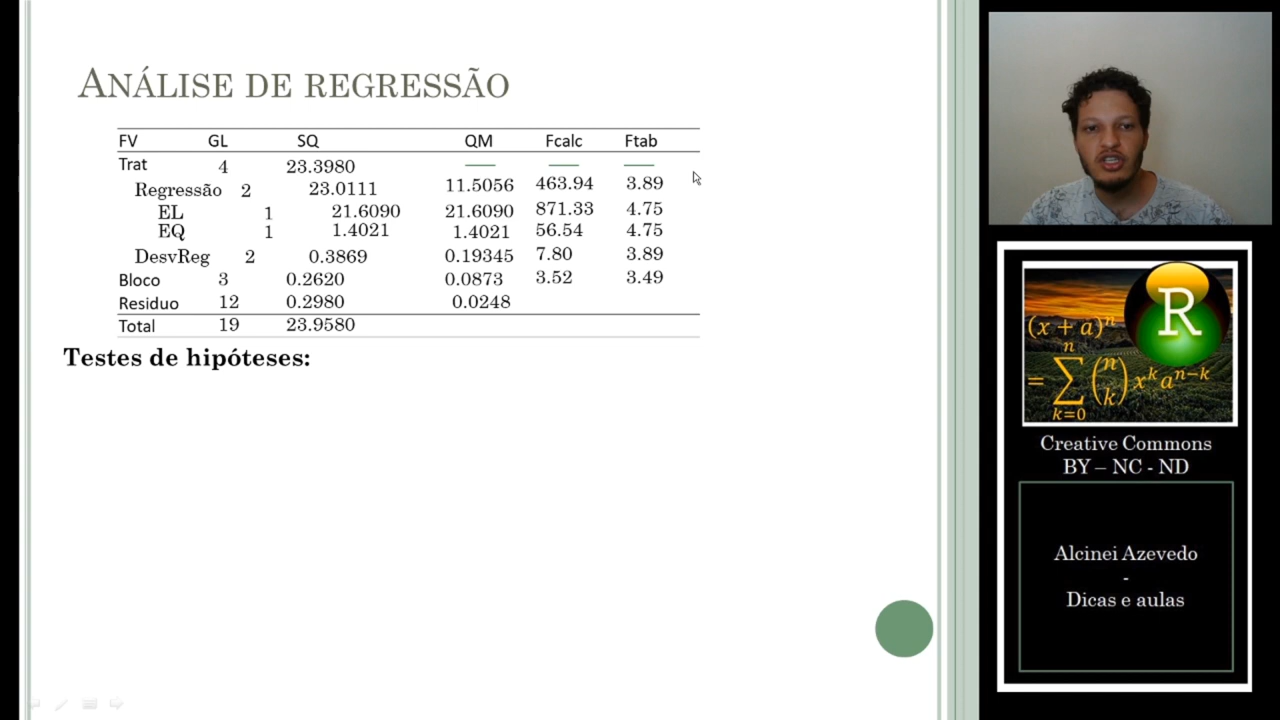 ANÁLISE DE REGRESSÃO
FV GL SQ QM Fcalc Ftab
Trat 4 23.3980
Regressão 2 23.0111 11.5056 463.94 3.89
EL 1 21.6090 21.6090 871.33 4.75
EQ 1 1.4021 1.4021 56.54 4.75
DesvReg 2 0.3869 0.19345 7.80 3.89
Bloco 3 0.2620 0.0873 3.52 3.49
Residuo 12 0.2980 0.0248
Total 19 23.9580
Testes de hipóteses:
R
(x + a)^n
= ∑_{k=0}^{n} (n k) x^k a^{n-k}
Creative Commons
BY – NC - ND
Alcinei Azevedo
-
Dicas e aulas